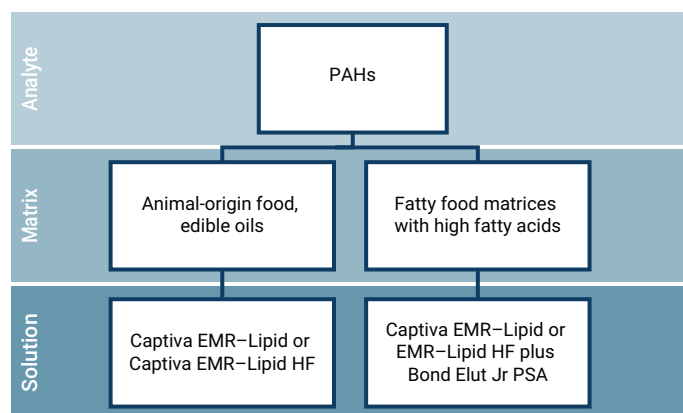 Analyte
PAHs
Matrix
Animal-origin food,
edible oils
Fatty food matrices
with high fatty acids
Solution
Captiva EMR–Lipid or
Captiva EMR–Lipid HF
Captiva EMR–Lipid or
EMR–Lipid HF plus
Bond Elut Jr PSA